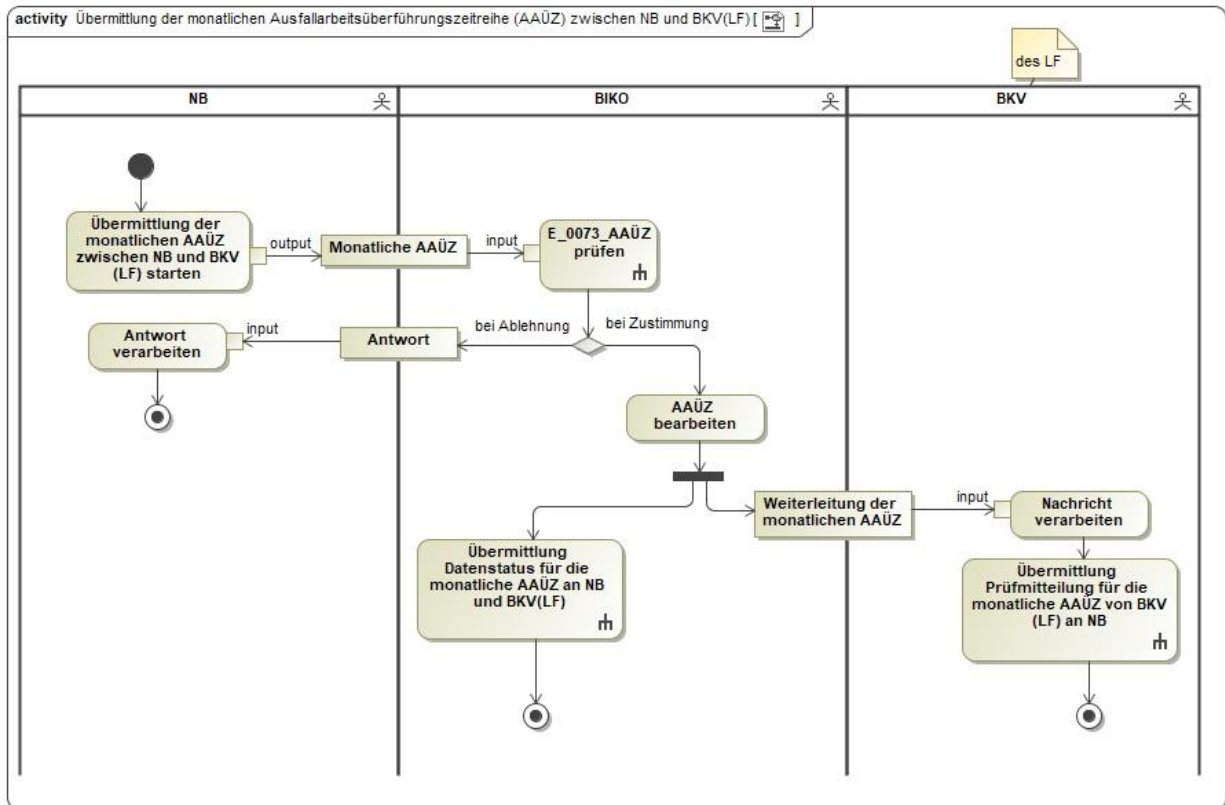 activity Übermittlung der monatlichen Ausfallarbeitsüberführungszeitreihe (AAÜZ) zwischen NB und BKV(LF) [ ]
des LF
NB
BIKO
BKV
Übermittlung der
monatlichen AAÜZ
zwischen NB und BKV
(LF) starten
output
Monatliche AAÜZ
input
E_0073_AAÜZ
prüfen
bei Ablehnung
bei Zustimmung
Antwort
input
Antwort
verarbeiten
AAÜZ
bearbeiten
Weiterleitung der
monatlichen AAÜZ
input
Nachricht
verarbeiten
Übermittlung
Datenstatus für die
monatliche AAÜZ an NB
und BKV(LF)
Übermittlung
Prüfmitteilung für die
monatliche AAÜZ von BKV
(LF) an NB